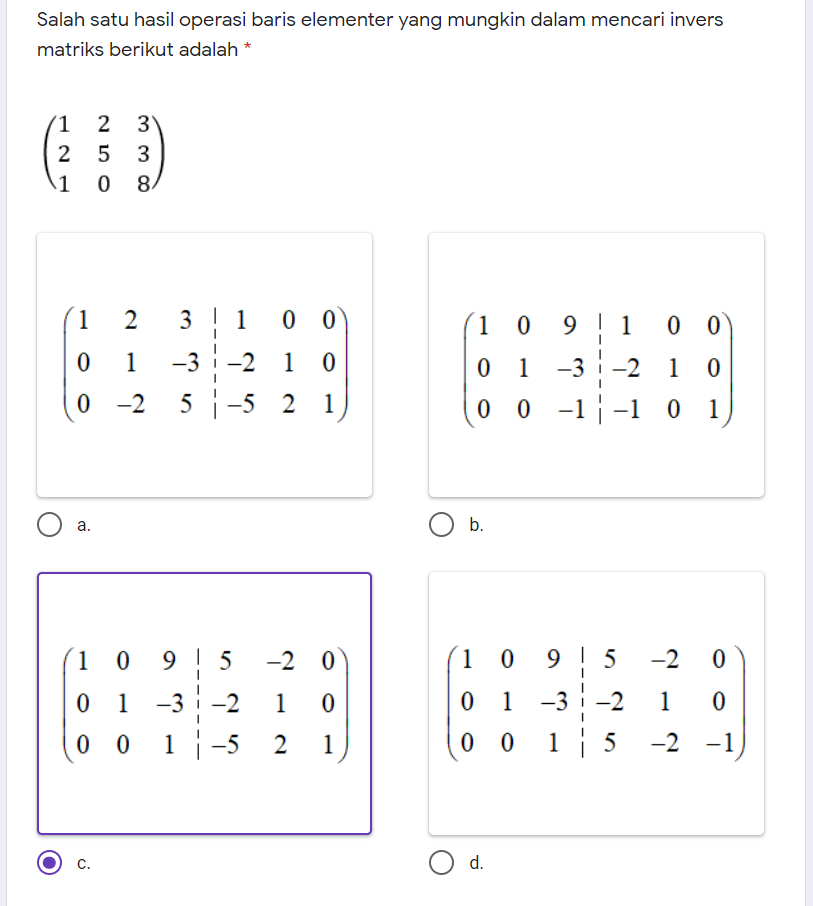 Salah satu hasil operasi baris elementer yang mungkin dalam mencari invers
matriks berikut adalah *
1 2 3
2 5 3
1 0 8
1 2 3 | 1 0 0
0 1 −3 | −2 1 0
0 −2 5 | −5 2 1
a.
1 0 9 | 1 0 0
0 1 −3 | −2 1 0
0 0 −1 | −1 0 1
b.
1 0 9 | 5 −2 0
0 1 −3 | −2 1 0
0 0 1 | −5 2 1
c.
1 0 9 | 5 −2 0
0 1 −3 | −2 1 0
0 0 1 | 5 −2 −1
d.